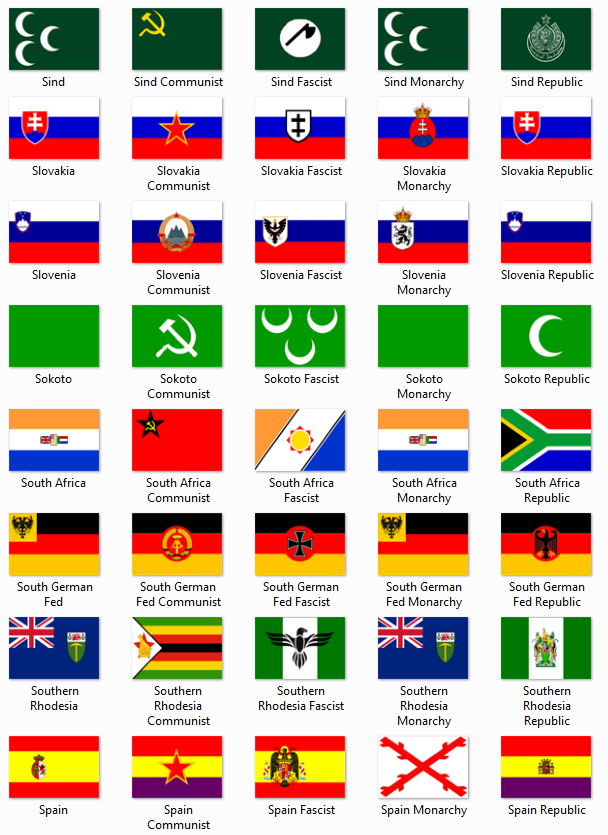 Sind
Sind Communist
Sind Fascist
Sind Monarchy
Sind Republic
Slovakia
Slovakia
Communist
Slovakia Fascist
Slovakia
Monarchy
Slovakia Republic
Slovenia
Slovenia
Communist
Slovenia Fascist
Slovenia
Monarchy
Slovenia Republic
Sokoto
Sokoto
Communist
Sokoto Fascist
Sokoto
Monarchy
Sokoto Republic
South Africa
South Africa
Communist
South Africa
Fascist
South Africa
Monarchy
South Africa
Republic
South German
Fed
South German
Fed Communist
South German
Fed Fascist
South German
Fed Monarchy
South German
Fed Republic
Southern
Rhodesia
Southern
Rhodesia
Communist
Southern
Rhodesia Fascist
Southern
Rhodesia
Monarchy
Southern
Rhodesia
Republic
Spain
Spain
Communist
Spain Fascist
Spain Monarchy
Spain Republic